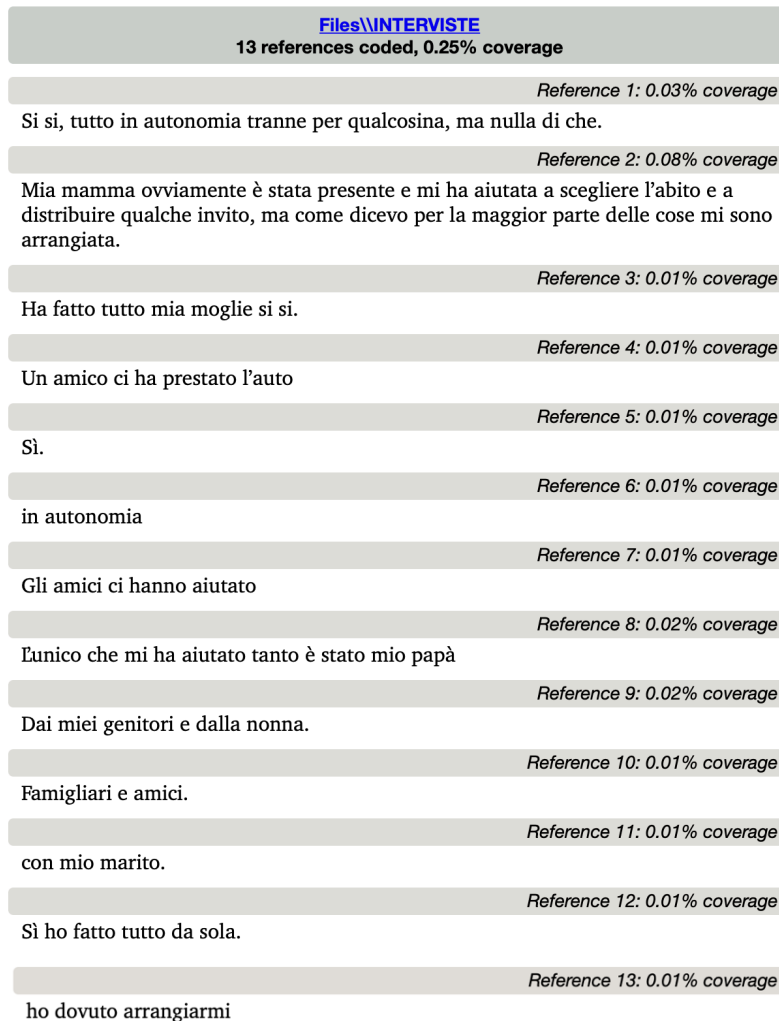 Files\\INTERVISTE
13 references coded, 0.25% coverage
Reference 1: 0.03% coverage
Si si, tutto in autonomia tranne per qualcosina, ma nulla di che.
Reference 2: 0.08% coverage
Mia mamma ovviamente è stata presente e mi ha aiutata a scegliere l’abito e a
distribuire qualche invito, ma come dicevo per la maggior parte delle cose mi sono
arrangiata.
Reference 3: 0.01% coverage
Ha fatto tutto mia moglie si si.
Reference 4: 0.01% coverage
Un amico ci ha prestato l’auto
Reference 5: 0.01% coverage
Sì.
Reference 6: 0.01% coverage
in autonomia
Reference 7: 0.01% coverage
Gli amici ci hanno aiutato
Reference 8: 0.02% coverage
L’unico che mi ha aiutato tanto è stato mio papà
Reference 9: 0.02% coverage
Dai miei genitori e dalla nonna.
Reference 10: 0.01% coverage
Famigliari e amici.
Reference 11: 0.01% coverage
con mio marito.
Reference 12: 0.01% coverage
Sì ho fatto tutto da sola.
Reference 13: 0.01% coverage
ho dovuto arrangiarmi